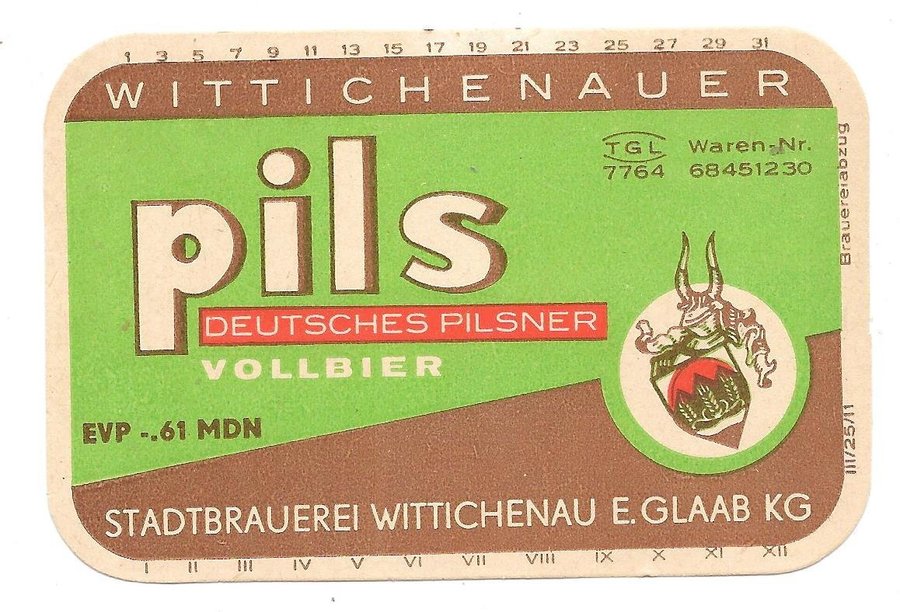 1 3 5 7 9 11 13 15 17 19 21 23 25 27 29 31
WITTICHENAUER
pils
TGL Waren-Nr.
7764 68451230
Brauereiabzug
DEUTSCHES PILSNER
VOLLBIER
EVP -.61 MDN
III/25/11
STADTBRAUEREI WITTICHENAU E. GLAAB KG
I II III IV V VI VII VIII IX X XI XII